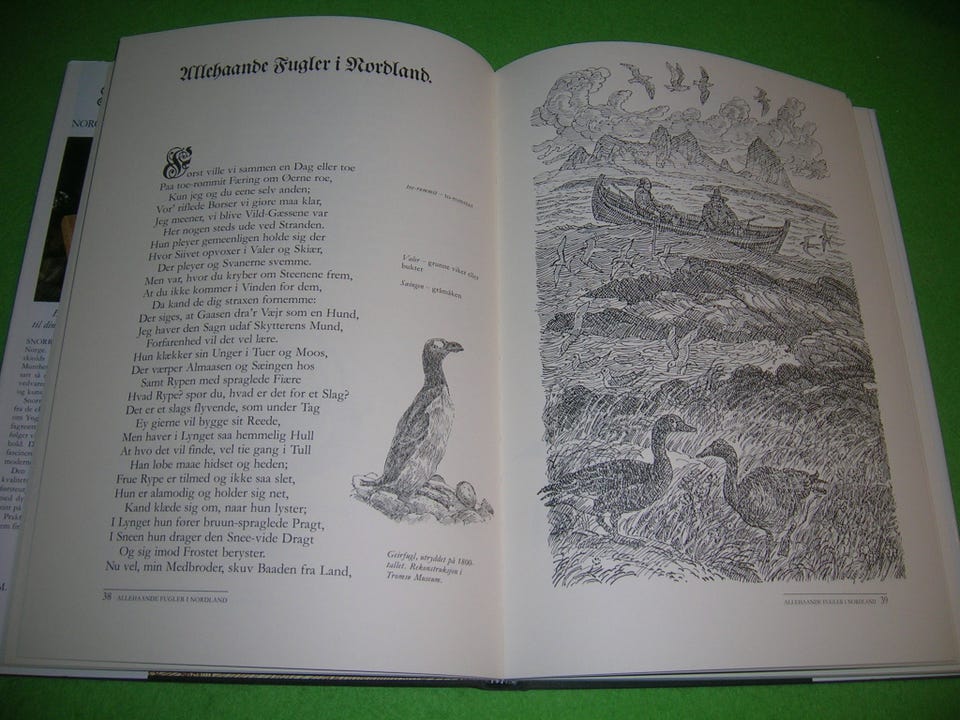 Allehaande Fugler i Nordland.
Først ville vi sammen en Dag eller toe
Paa toe-rømmit Færing om Øerne roe,
Kun jeg og du eene selv anden;
Vor' riflede Børser vi giøre maa klar,
Jeg meener, vi blive Vild-Gæssene var
Her nogen steds ude ved Stranden.
Hun pleyer gemeenligen holde sig der
Hvor Siivet opvoxer i Valer og Skiær,
Der pleyer og Svanerne svemme.
Men var, hvor du kryber om Steenene frem,
At du ikke kommer i Vinden for dem,
Da kand de dig straxen fornemme:
Der siges, at Gaasen dra'r Væjr som en Hund,
Jeg haver den Sagn udaf Skytterens Mund,
Forfarenhed vil det vel lære.
Hun klækker sin Unger i Tuer og Moos,
Der værper Almaasen og Sæingen hos
Samt Rypen med spraglede Fiære
Hvad Rype? spør du, hvad er det for et Slag?
Det er et slags flyvende, som under Tag
Ey gierne vil bygge sit Reede,
Men haver i Lynget saa hemmelig Hull
At hvo det vil finde, vel tie gang i Tull
Han løbe maae hidset og heden;
Frue Rype er tilmed og ikke saa slet,
Hun er alamodig og holder sig net,
Kand klæde sig om, naar hun lyster;
I Lynget hun fører bruun-spraglede Dragt,
I Sneen hun drager den Snee-vide Dragt
Og sig imod Frostet beryster.
Nu vel, min Medbroder, skuv Baaden fra Land,
toe-rømmit – to-rommet
Valer – grunne viker eller
bukter
Sæingen – gråmåken
Geirfugl, utryddet på 1800-
tallet. Rekonstruksjon i
Tromsø Museum.
38 ALLEHAANDE FUGLER I NORDLAND
ALLEHAANDE FUGLER I NORDLAND 39
til din
SNORR
Norge.